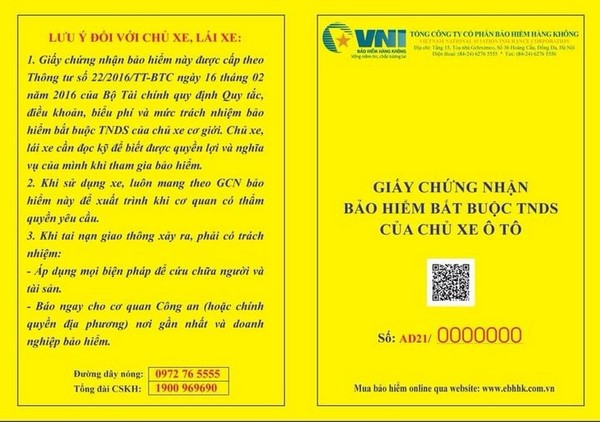 LƯU Ý ĐỐI VỚI CHỦ XE, LÁI XE:
1. Giấy chứng nhận bảo hiểm này được cấp theo
Thông tư số 22/2016/TT-BTC ngày 16 tháng 02
năm 2016 của Bộ Tài chính quy định Quy tắc,
điều khoản, biểu phí và mức trách nhiệm bảo
hiểm bắt buộc TNDS của chủ xe cơ giới. Chủ xe,
lái xe cần đọc kỹ để biết được quyền lợi và nghĩa
vụ của mình khi tham gia bảo hiểm.
2. Khi sử dụng xe, luôn mang theo GCN bảo
hiểm này để xuất trình khi cơ quan có thẩm
quyền yêu cầu.
3. Khi tai nạn giao thông xảy ra, phải có trách
nhiệm:
- Áp dụng mọi biện pháp để cứu chữa người và
tài sản.
- Báo ngay cho cơ quan Công an (hoặc chính
quyền địa phương) nơi gần nhất và doanh
nghiệp bảo hiểm.
Đường dây nóng: 0972 76 5555
Tổng đài CSKH: 1900 969690
VNI
BẢO HIỂM HÀNG KHÔNG
TỔNG CÔNG TY CỔ PHẦN BẢO HIỂM HÀNG KHÔNG
VIETNAM NATIONAL AVIATION INSURANCE CORPORATION
Địa chỉ: Tầng 15, Tòa nhà Geleximco, Số 36 Hoàng Cầu, Đống Đa, Hà Nội
Điện thoại: (84-24) 6276 5555 * Fax: (84-24) 6276 5556
GIẤY CHỨNG NHẬN
BẢO HIỂM BẮT BUỘC TNDS
CỦA CHỦ XE Ô TÔ
Số: AD21/ 0000000
Mua bảo hiểm online qua website: www.ebhhk.com.vn